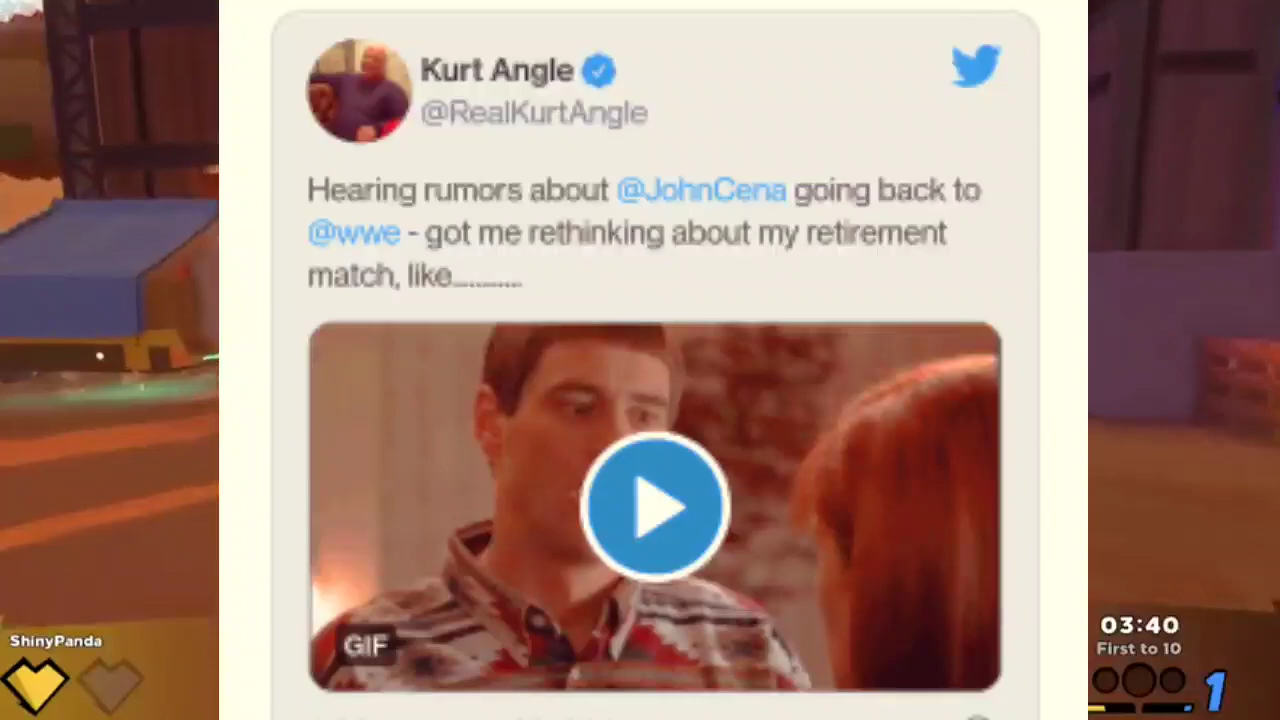 Kurt Angle
@RealKurtAngle
Hearing rumors about @JohnCena going back to
@wwe - got me rethinking about my retirement
match, like..........
GIF
ShinyPanda
03:40
First to 10
1